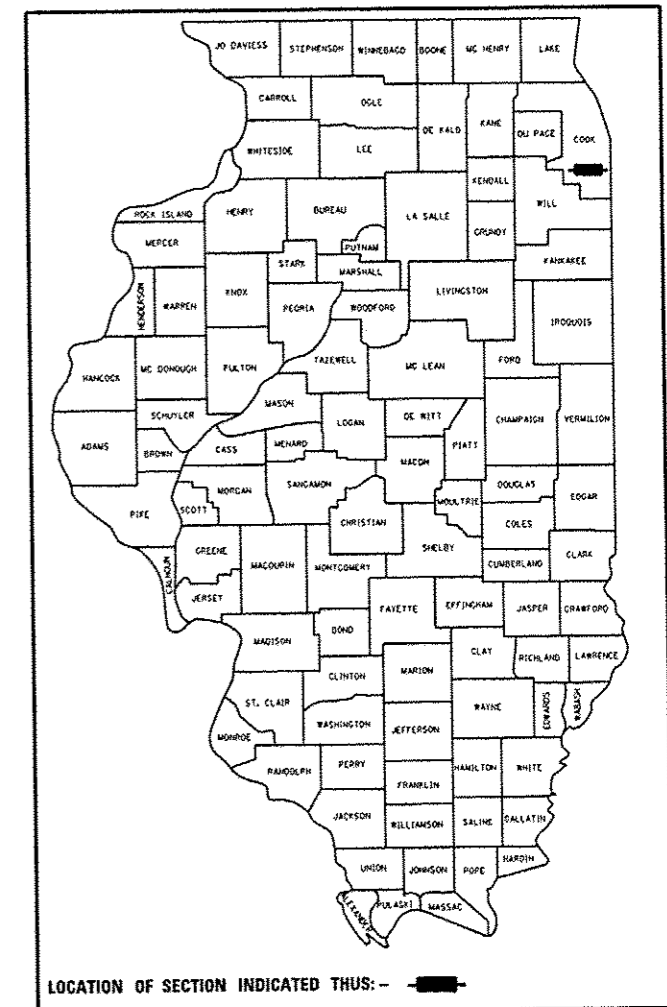 JO DAVIESS STEPHENSON WINNEBAGO BOONE MC HENRY LAKE
CARROLL OGLE DE KALB KANE DU PAGE COOK
WHITESIDE LEE KENDALL WILL
ROCK ISLAND HENRY BUREAU LA SALLE GRUNDY
MERCER PUTNAM KANKAKEE
STARK MARSHALL
HENDERSON WARREN KNOX PEORIA WOODFORD LIVINGSTON IROQUOIS
HANCOCK MC DONOUGH FULTON TAZEWELL MC LEAN FORD
MASON
SCHUYLER LOGAN DE WITT CHAMPAIGN VERMILION
ADAMS BROWN CASS MENARD PIATT
MACON
PIKE SCOTT MORGAN SANGAMON MOULTRIE DOUGLAS EDGAR
CHRISTIAN COLES
CALHOUN GREENE MACOUPIN MONTGOMERY SHELBY CUMBERLAND CLARK
JERSEY FAYETTE EFFINGHAM JASPER CRAWFORD
MADISON BOND
CLINTON MARION CLAY RICHLAND LAWRENCE
ST. CLAIR WAYNE EDWARDS WABASH
MONROE WASHINGTON JEFFERSON
RANDOLPH PERRY HAMILTON WHITE
FRANKLIN
JACKSON WILLIAMSON SALINE GALLATIN
UNION JOHNSON POPE HARDIN
ALEXANDER PULASKI MASSAC
LOCATION OF SECTION INDICATED THUS: -